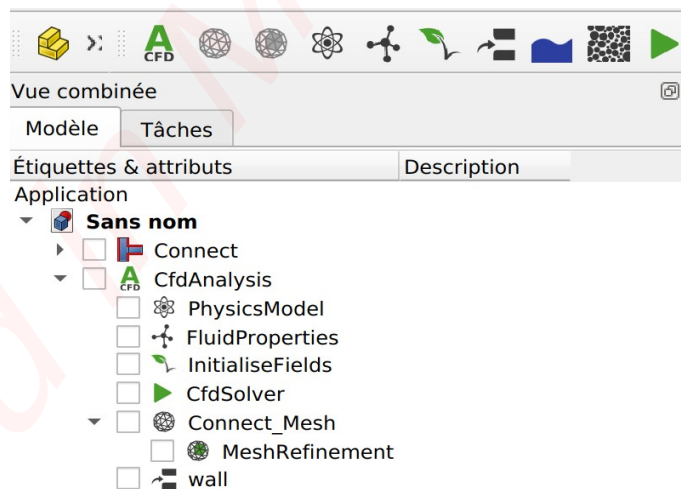 A
CFD
Vue combinée
Modèle Tâches
Étiquettes & attributs Description
Application
Sans nom
Connect
A
CFD
CfdAnalysis
PhysicsModel
FluidProperties
InitialiseFields
CfdSolver
Connect_Mesh
MeshRefinement
wall